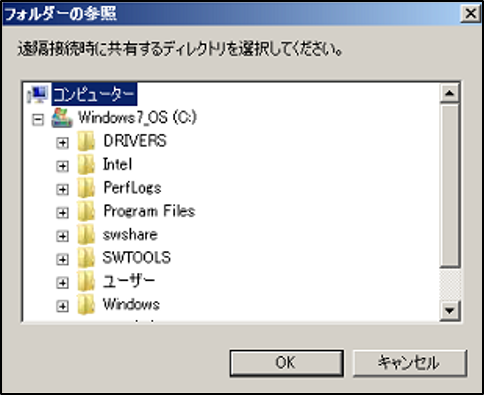 フォルダーの参照
遠隔接続時に共有するディレクトリを選択してください。
コンピューター
Windows7_OS (C:)
DRIVERS
Intel
PerfLogs
Program Files
swshare
SWTOOLS
ユーザー
Windows
OK
キャンセル